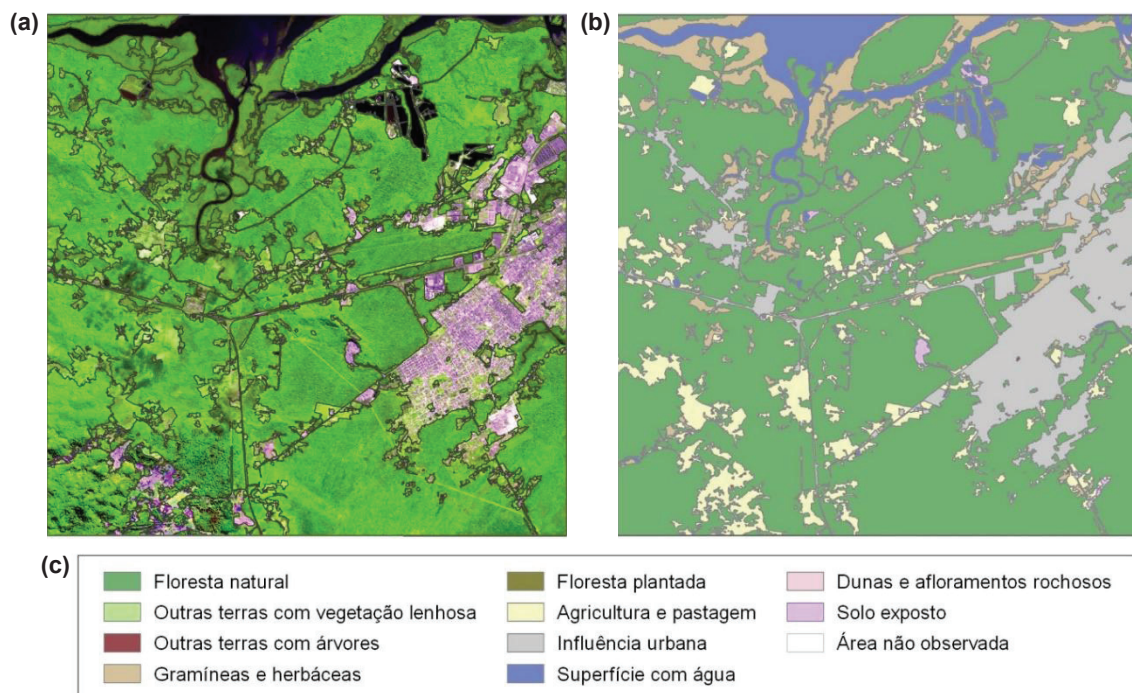 (a)
(b)
(c)
Floresta natural
Outras terras com vegetação lenhosa
Outras terras com árvores
Gramíneas e herbáceas
Floresta plantada
Agricultura e pastagem
Influência urbana
Superfície com água
Dunas e afloramentos rochosos
Solo exposto
Área não observada